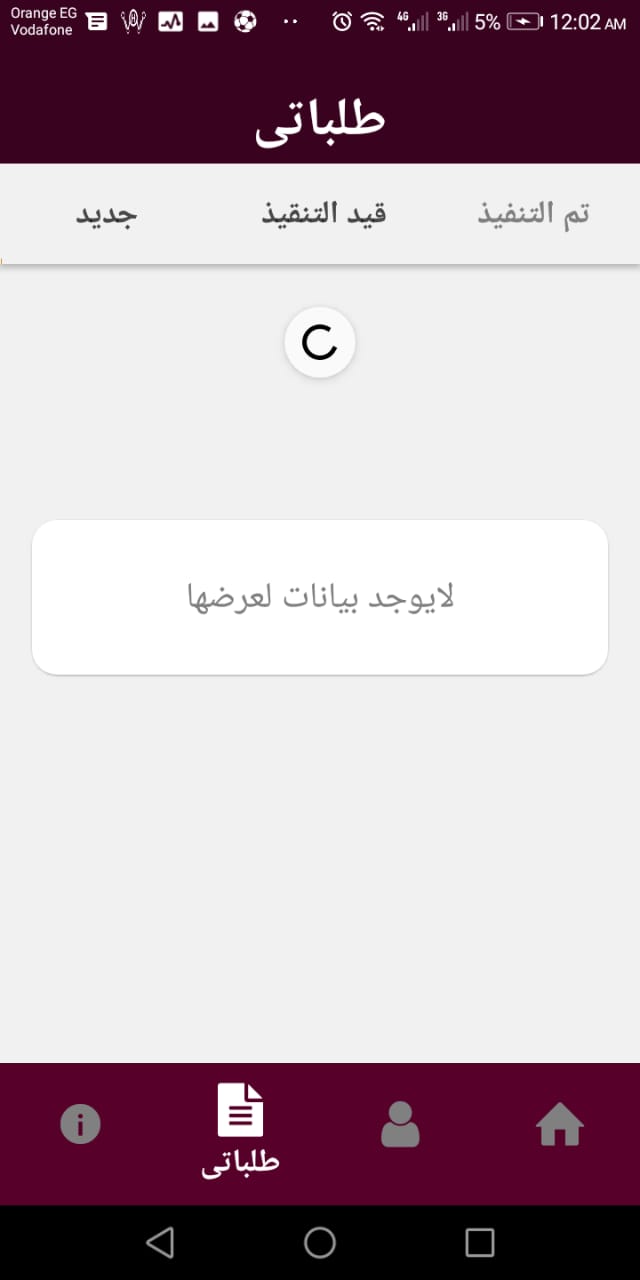 Orange EG
Vodafone
4G 3G 5% 12:02 AM
طلباتى
تم التنفيذ
قيد التنقيذ
جديد
لايوجد بيانات لعرضها
طلباتى